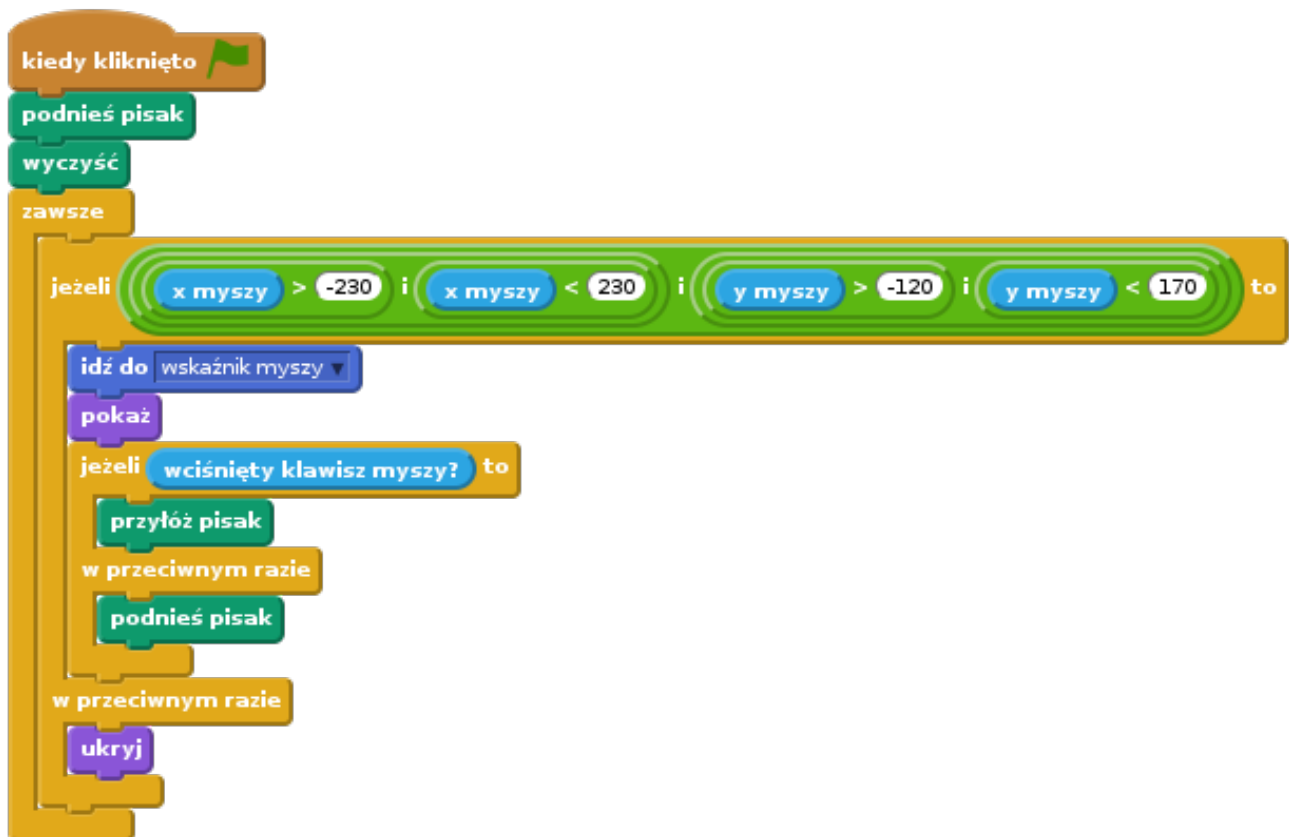 kiedy kliknięto
podnieś pisak
wyczyść
zawsze
jeżeli x myszy > -230 i x myszy < 230 i y myszy > -120 i y myszy < 170 to
idź do wskaźnik myszy
pokaż
jeżeli wciśnięty klawisz myszy? to
przyłóż pisak
w przeciwnym razie
podnieś pisak
w przeciwnym razie
ukryj